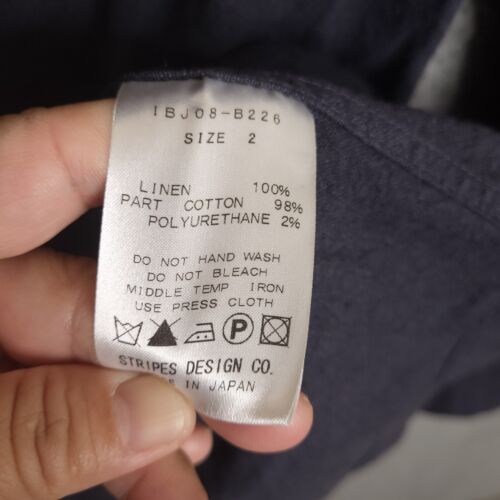 IBJ08-B226
SIZE 2
LINEN 100%
PART COTTON 98%
POLYURETHANE 2%
DO NOT HAND WASH
DO NOT BLEACH
MIDDLE TEMP IRON
USE PRESS CLOTH
P
STRIPES DESIGN CO.
IN JAPAN